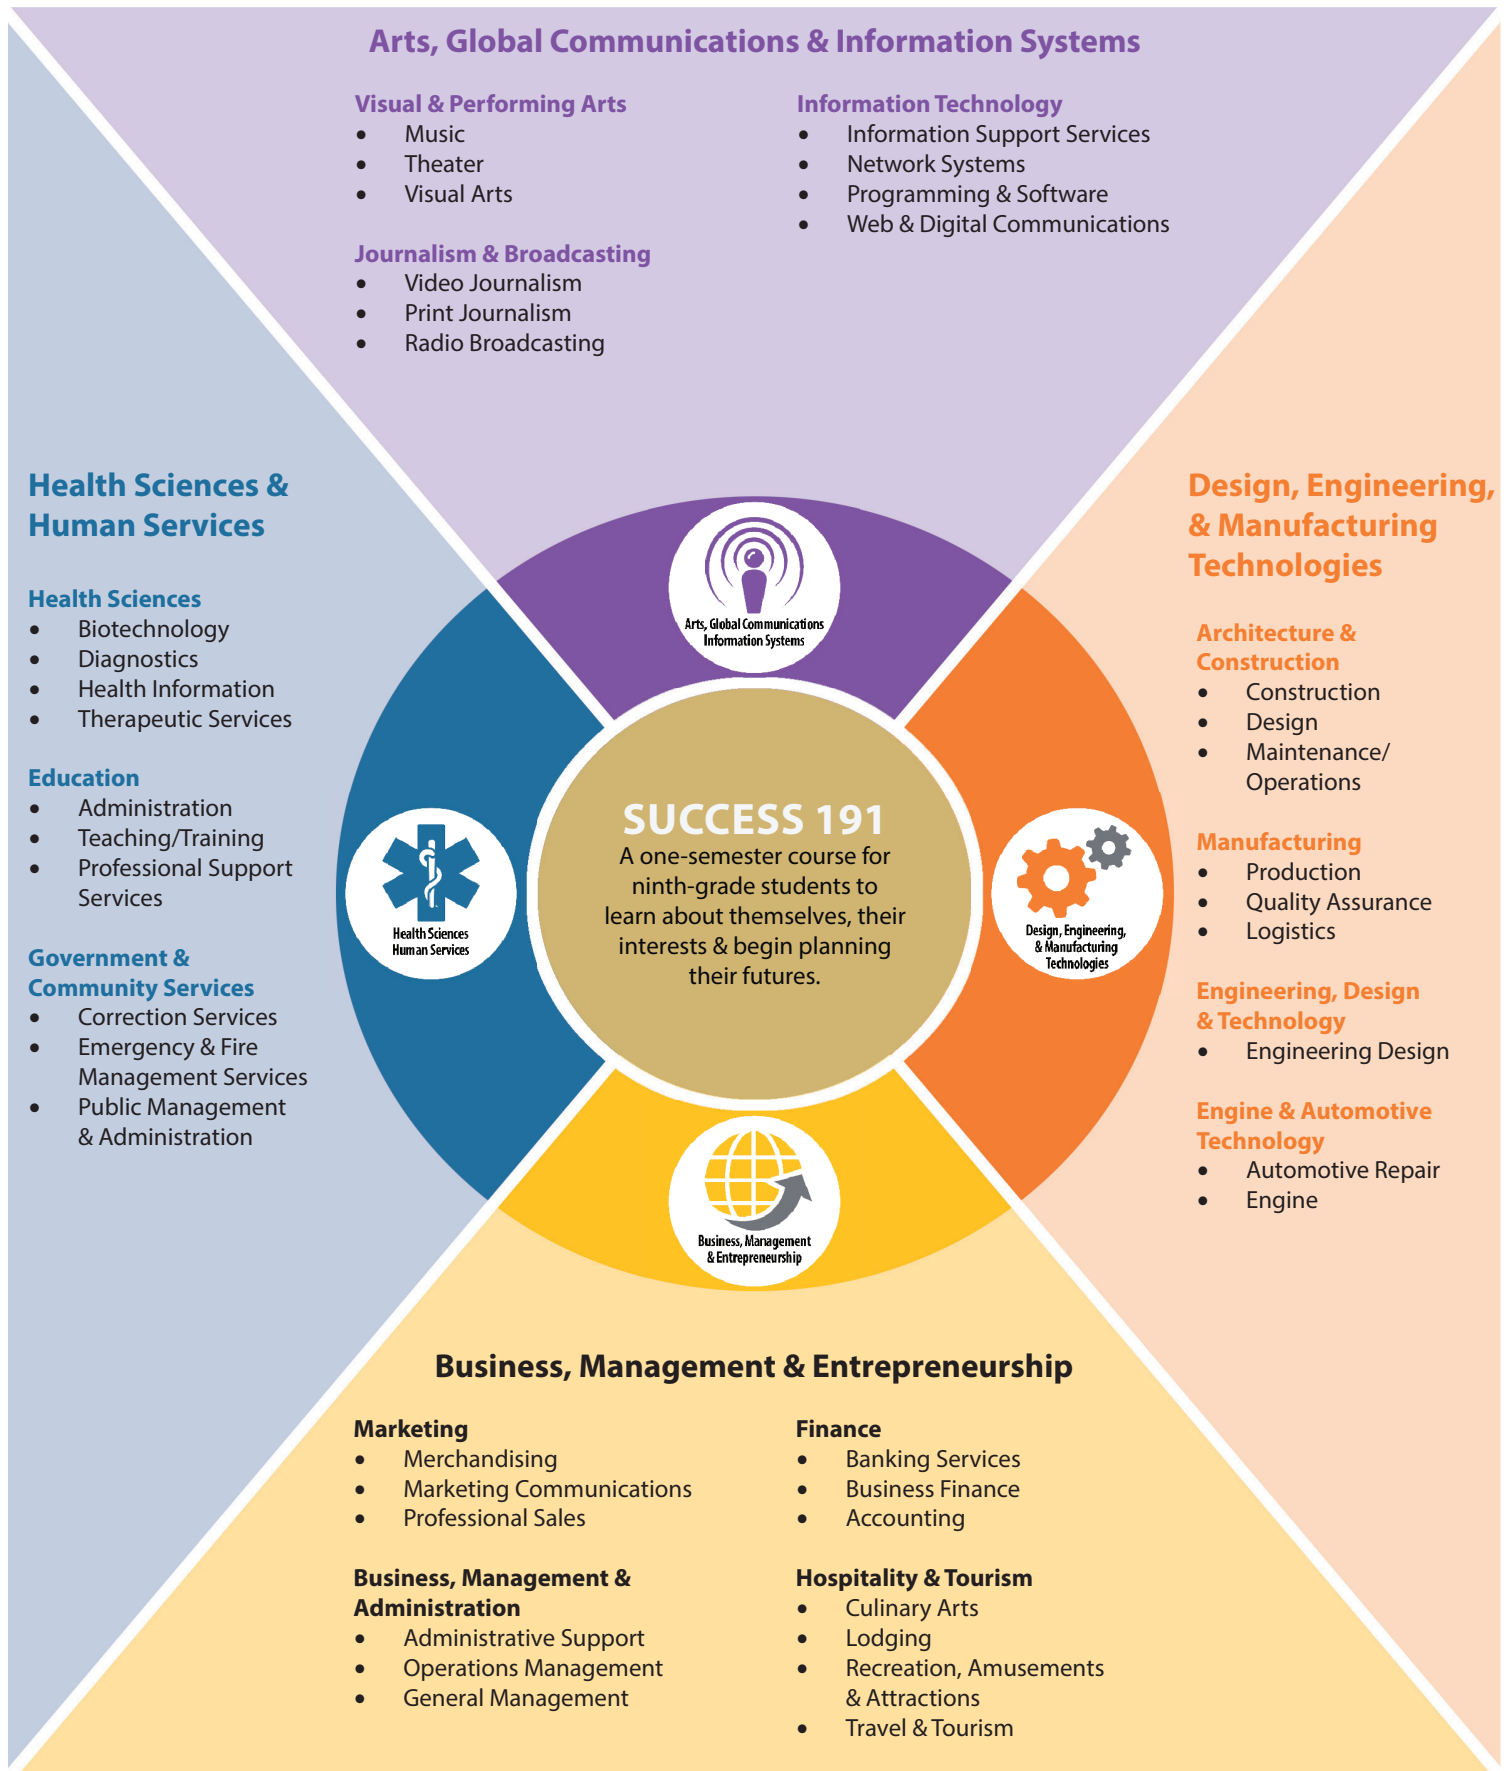 Arts, Global Communications & Information Systems
Visual & Performing Arts
• Music
• Theater
• Visual Arts
Journalism & Broadcasting
• Video Journalism
• Print Journalism
• Radio Broadcasting
Information Technology
• Information Support Services
• Network Systems
• Programming & Software
• Web & Digital Communications
Health Sciences &
Human Services
Health Sciences
• Biotechnology
• Diagnostics
• Health Information
• Therapeutic Services
Education
• Administration
• Teaching/Training
• Professional Support
Services
Government &
Community Services
• Correction Services
• Emergency & Fire
Management Services
• Public Management
& Administration
Arts, Global Communications
Information Systems
Health Sciences
Human Services
SUCCESS 191
A one-semester course for
ninth-grade students to
learn about themselves, their
interests & begin planning
their futures.
Design, Engineering,
& Manufacturing
Technologies
Business, Management
& Entrepreneurship
Design, Engineering,
& Manufacturing
Technologies
Architecture &
Construction
• Construction
• Design
• Maintenance/
Operations
Manufacturing
• Production
• Quality Assurance
• Logistics
Engineering, Design
& Technology
• Engineering Design
Engine & Automotive
Technology
• Automotive Repair
• Engine
Business, Management & Entrepreneurship
Marketing
• Merchandising
• Marketing Communications
• Professional Sales
Business, Management &
Administration
• Administrative Support
• Operations Management
• General Management
Finance
• Banking Services
• Business Finance
• Accounting
Hospitality & Tourism
• Culinary Arts
• Lodging
• Recreation, Amusements
& Attractions
• Travel & Tourism